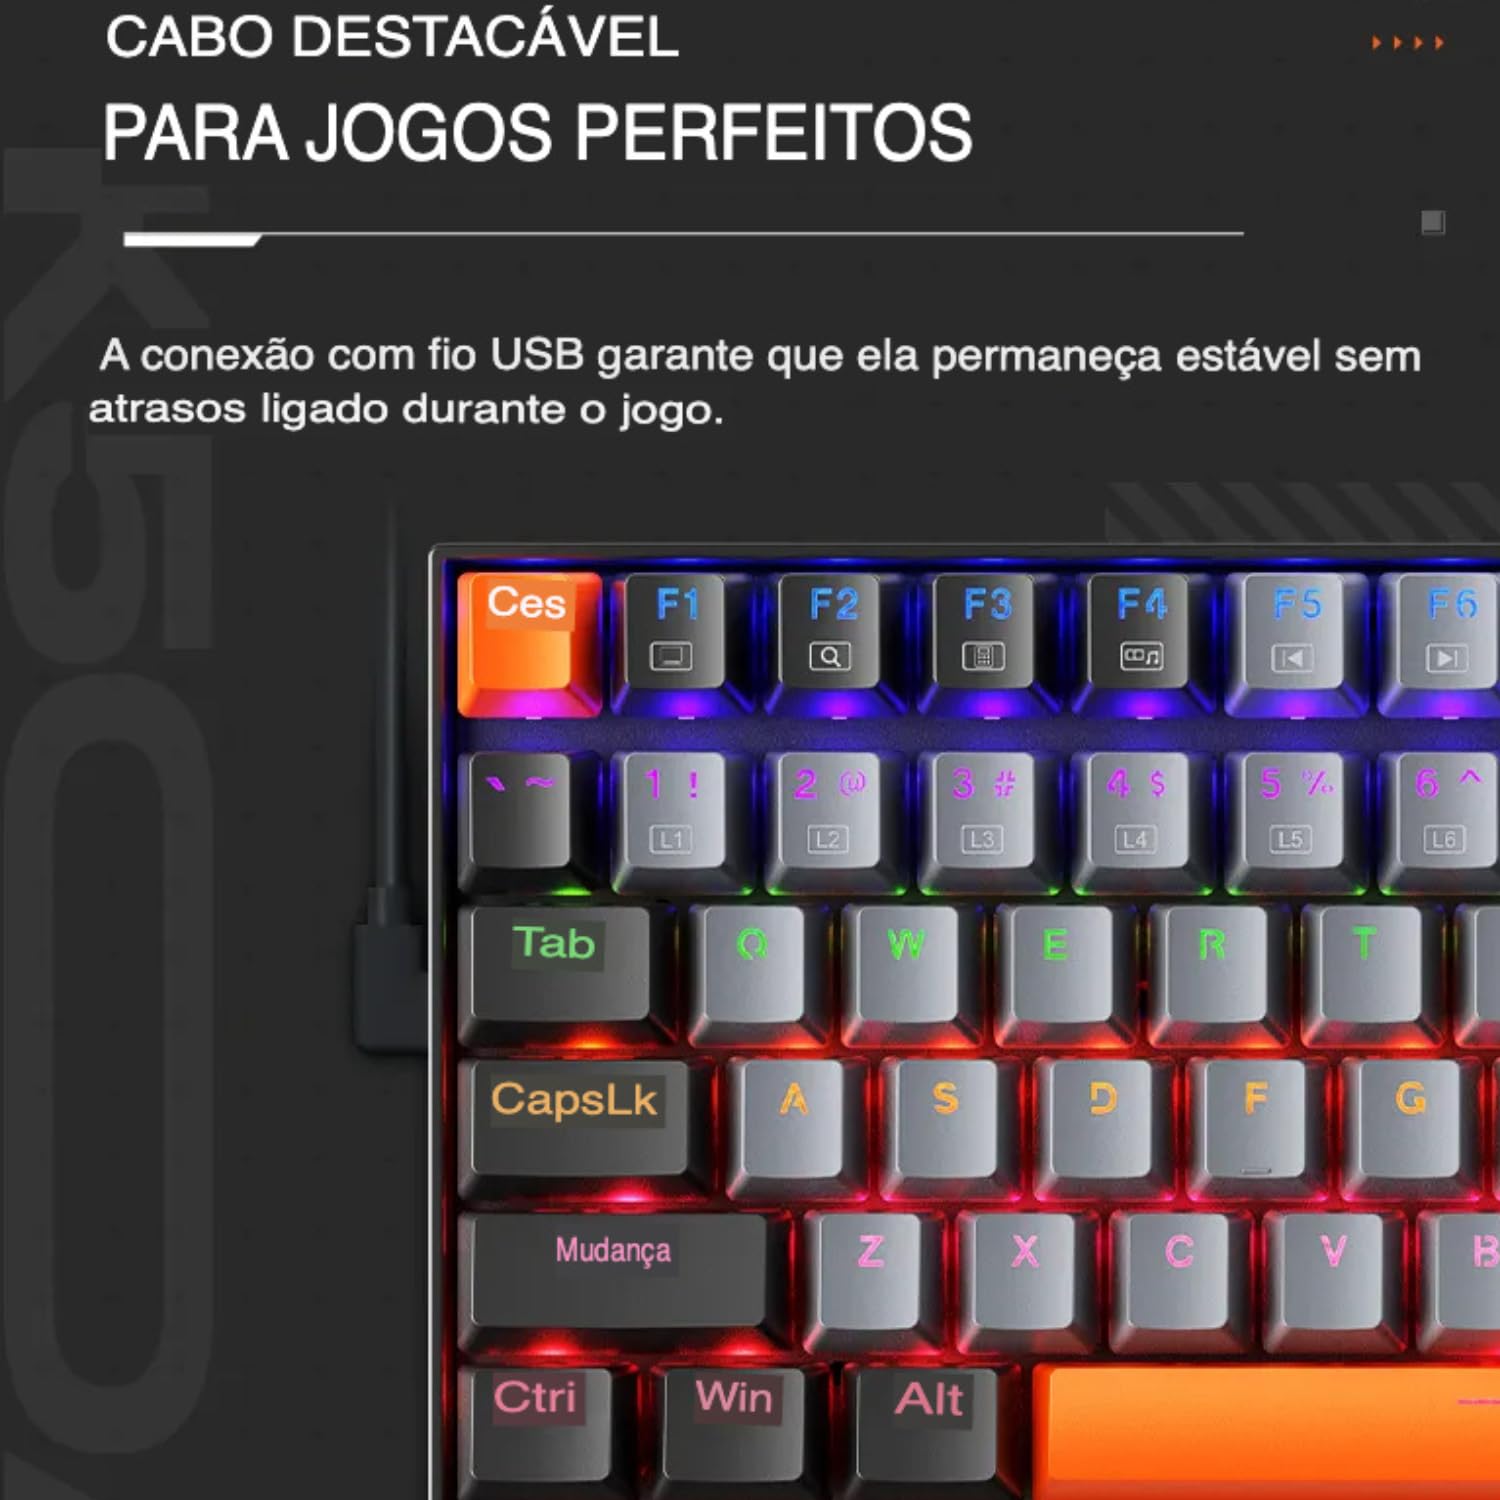 CABO DESTACÁVEL
PARA JOGOS PERFEITOS
A conexão com fio USB garante que ela permaneça estável sem
atrasos ligado durante o jogo.
K50
Ces F1 F2 F3 F4 F5 F6
` ~ 1 ! 2 @ 3 # 4 $ 5 % 6 ^
L1 L2 L3 L4 L5 L6
Tab Q W E R T
CapsLk A S D F G
Mudança Z X C V B
Ctri Win Alt